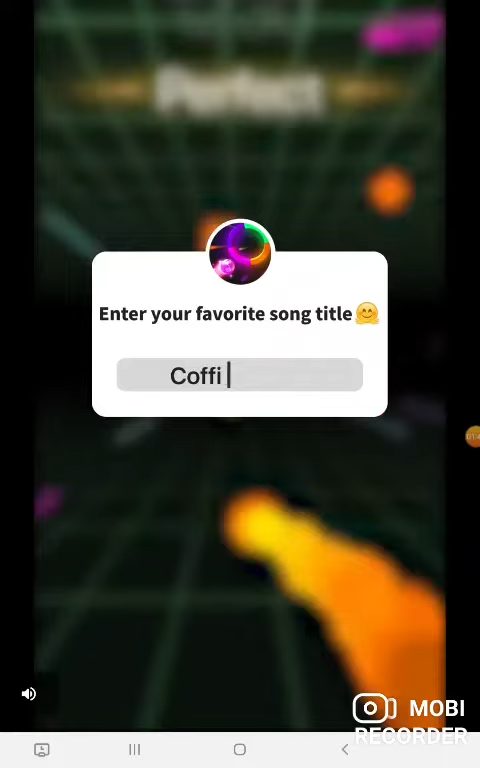 Perfect
Enter your favorite song title🤗
Coffi
MOBI
RECORDER